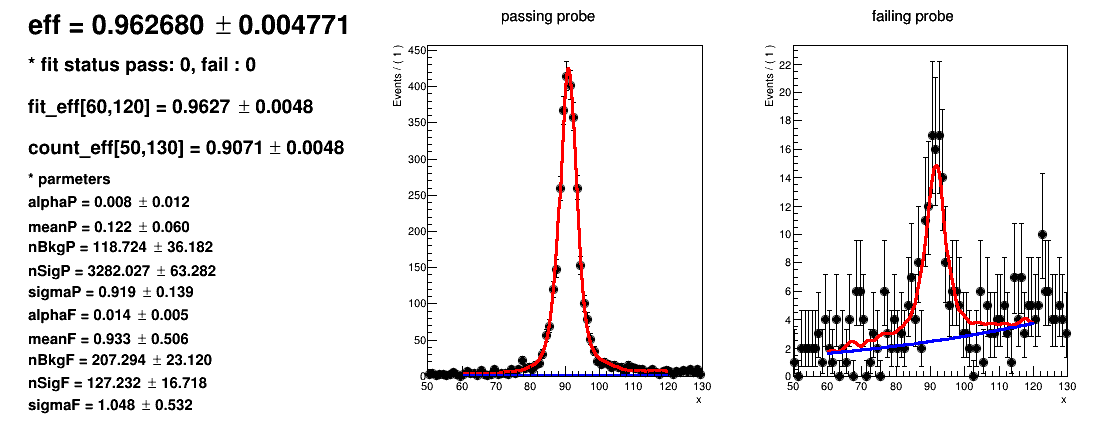 eff = 0.962680 ± 0.004771
* fit status pass: 0, fail : 0
fit_eff[60,120] = 0.9627 ± 0.0048
count_eff[50,130] = 0.9071 ± 0.0048
* parmeters
alphaP = 0.008 ± 0.012
meanP = 0.122 ± 0.060
nBkgP = 118.724 ± 36.182
nSigP = 3282.027 ± 63.282
sigmaP = 0.919 ± 0.139
alphaF = 0.014 ± 0.005
meanF = 0.933 ± 0.506
nBkgF = 207.294 ± 23.120
nSigF = 127.232 ± 16.718
sigmaF = 1.048 ± 0.532
passing probe
Events / ( 1 )
450
400
350
300
250
200
150
100
50
0
50 60 70 80 90 100 110 120 130
x
failing probe
Events / ( 1 )
22
20
18
16
14
12
10
8
6
4
2
0
50 60 70 80 90 100 110 120 130
x